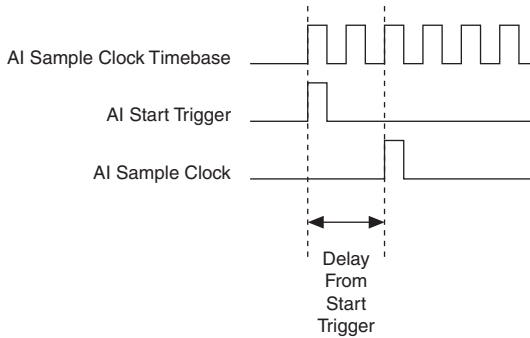 AI Sample Clock Timebase
AI Start Trigger
AI Sample Clock
Delay
From
Start
Trigger